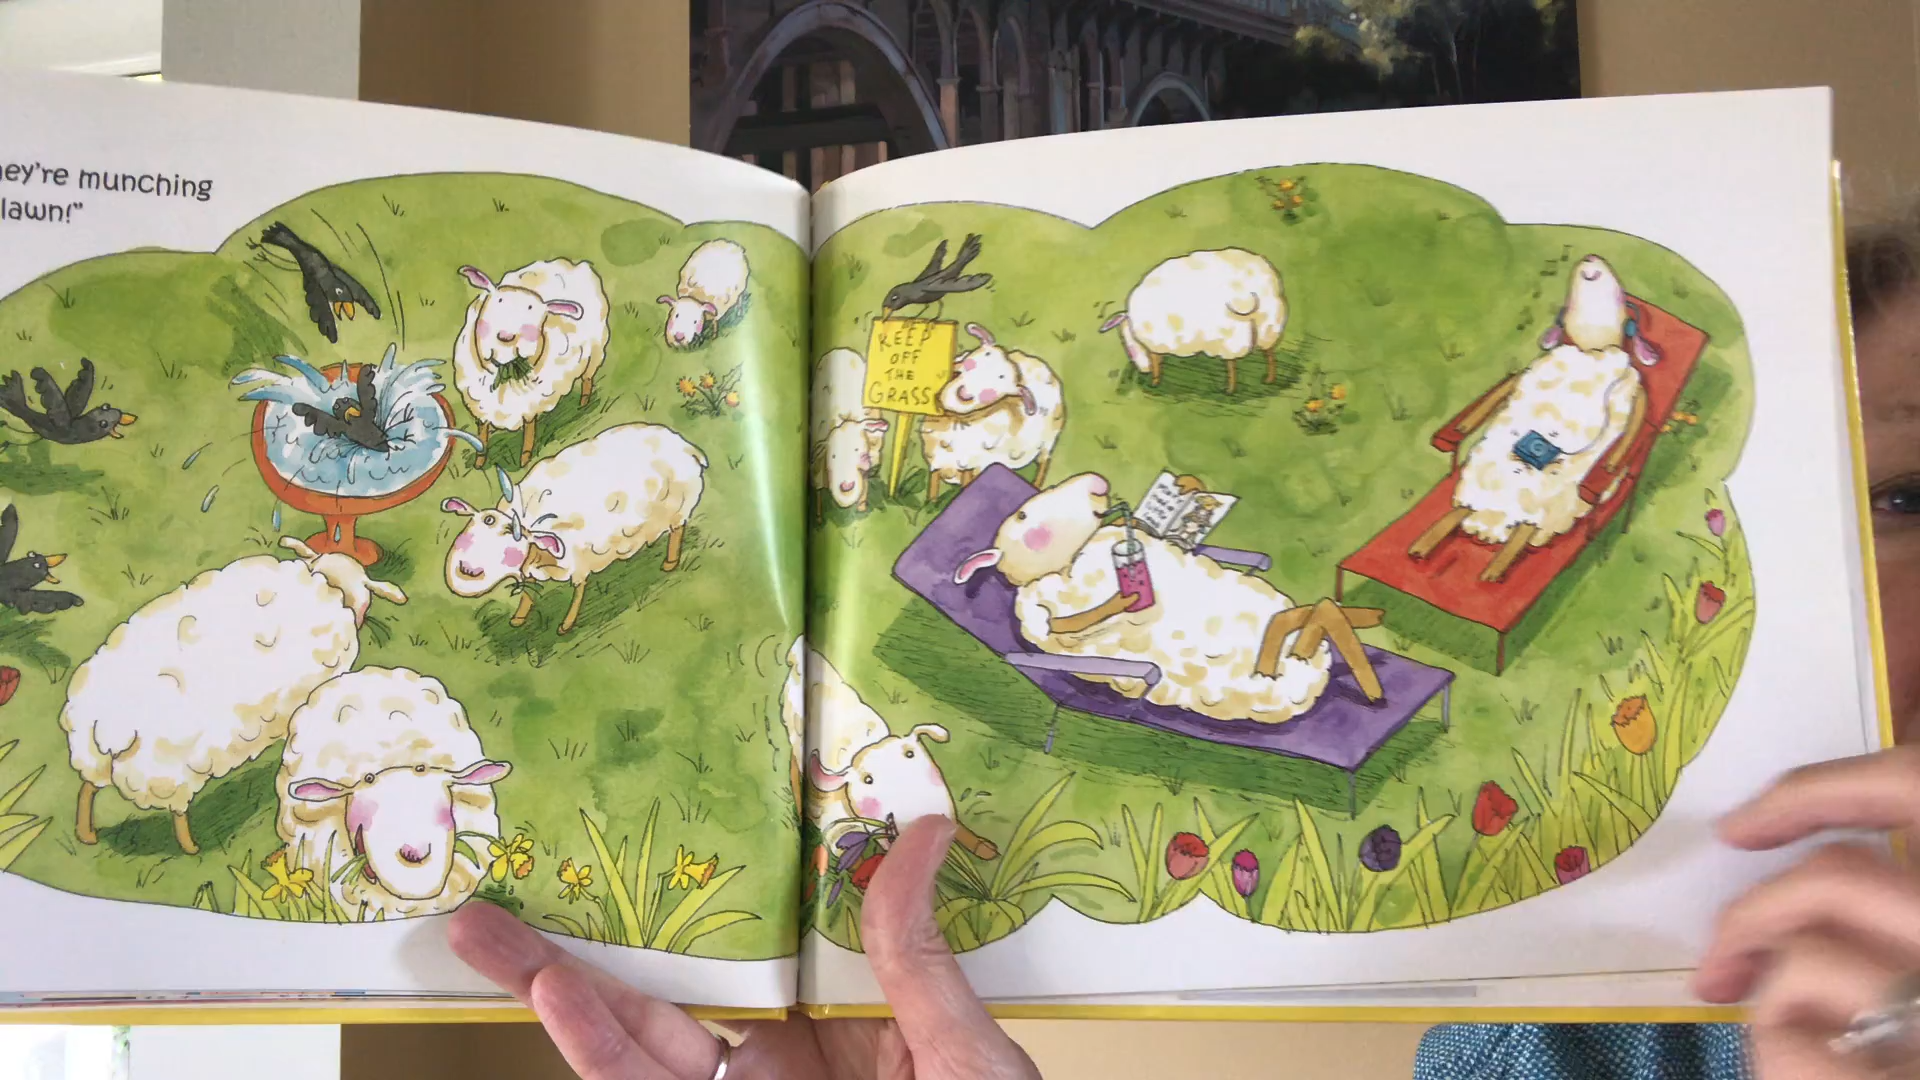 ey're munching
lawn!"
KEEP
OFF
THE
GRASS